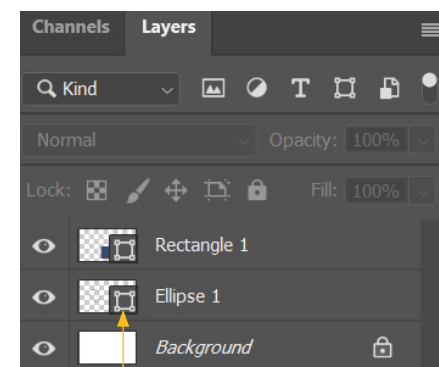 Channels Layers
Kind
Normal Opacity: 100%
Lock: Fill: 100%
Rectangle 1
Ellipse 1
Background